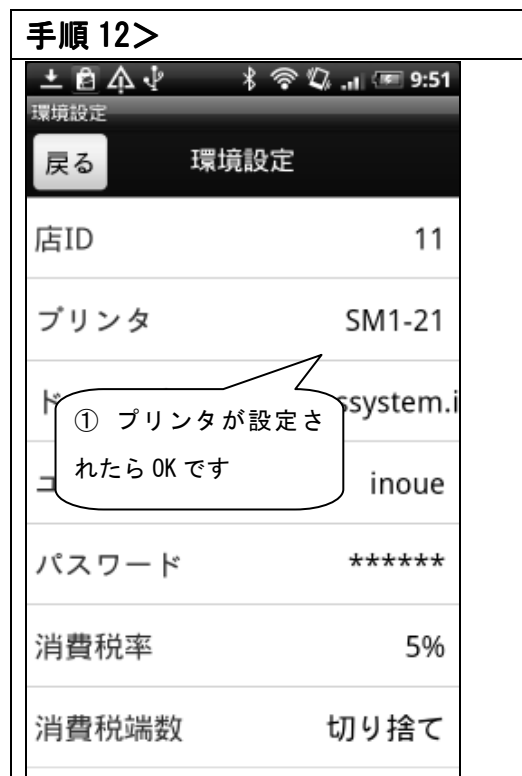 手順 12＞
9:51
環境設定
戻る 環境設定
店ID 11
プリンタ SM1-21
ssystem.i
① プリンタが設定さ
れたら OK です
inoue
パスワード ******
消費税率 5%
消費税端数 切り捨て